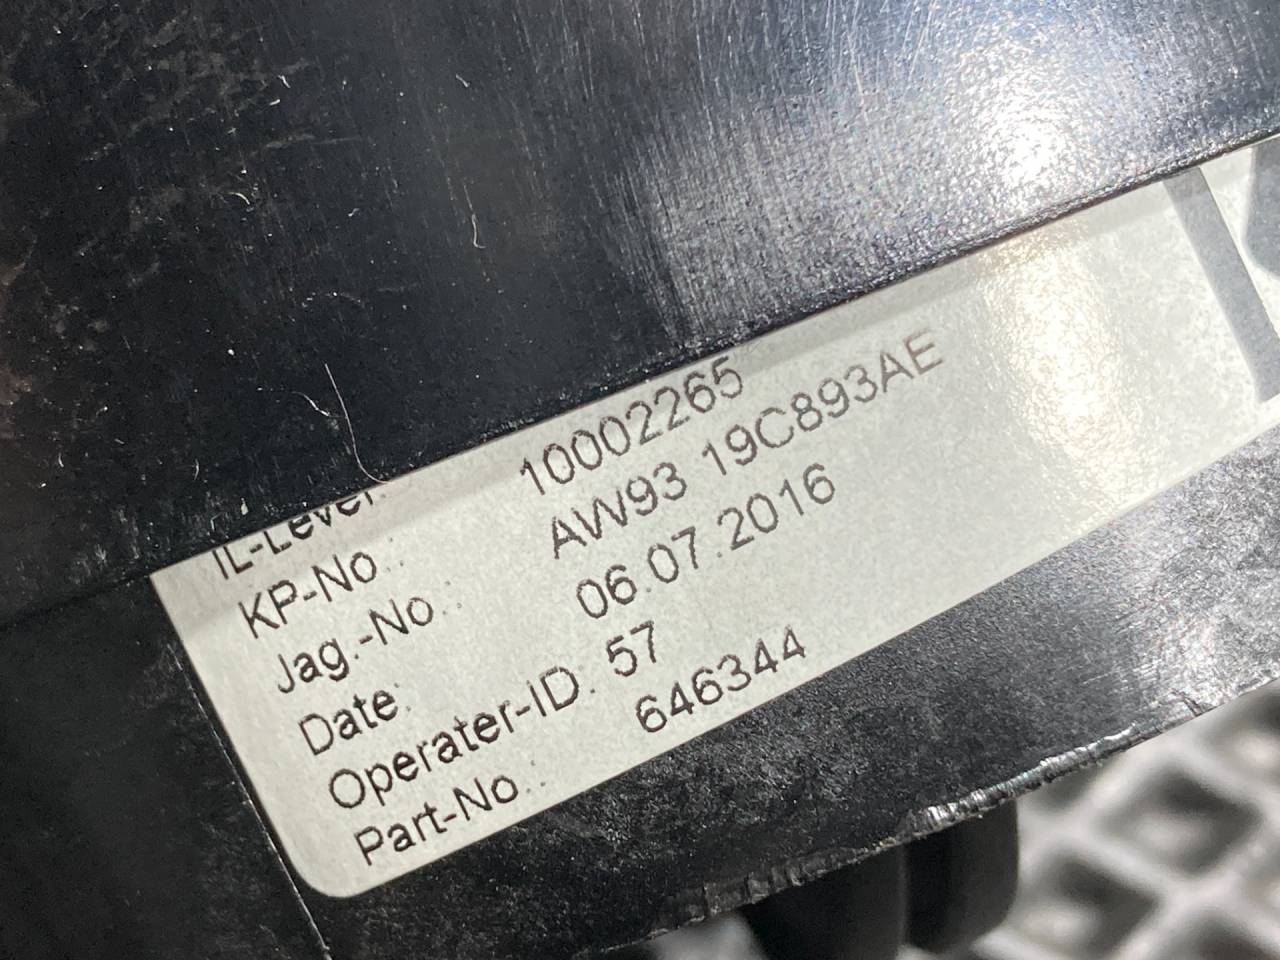 IL-Level:
KP-No.: 10002265
Jag.-No.: AW93 19C893AE
Date: 06.07.2016
Operater-ID: 57
Part-No.: 646344